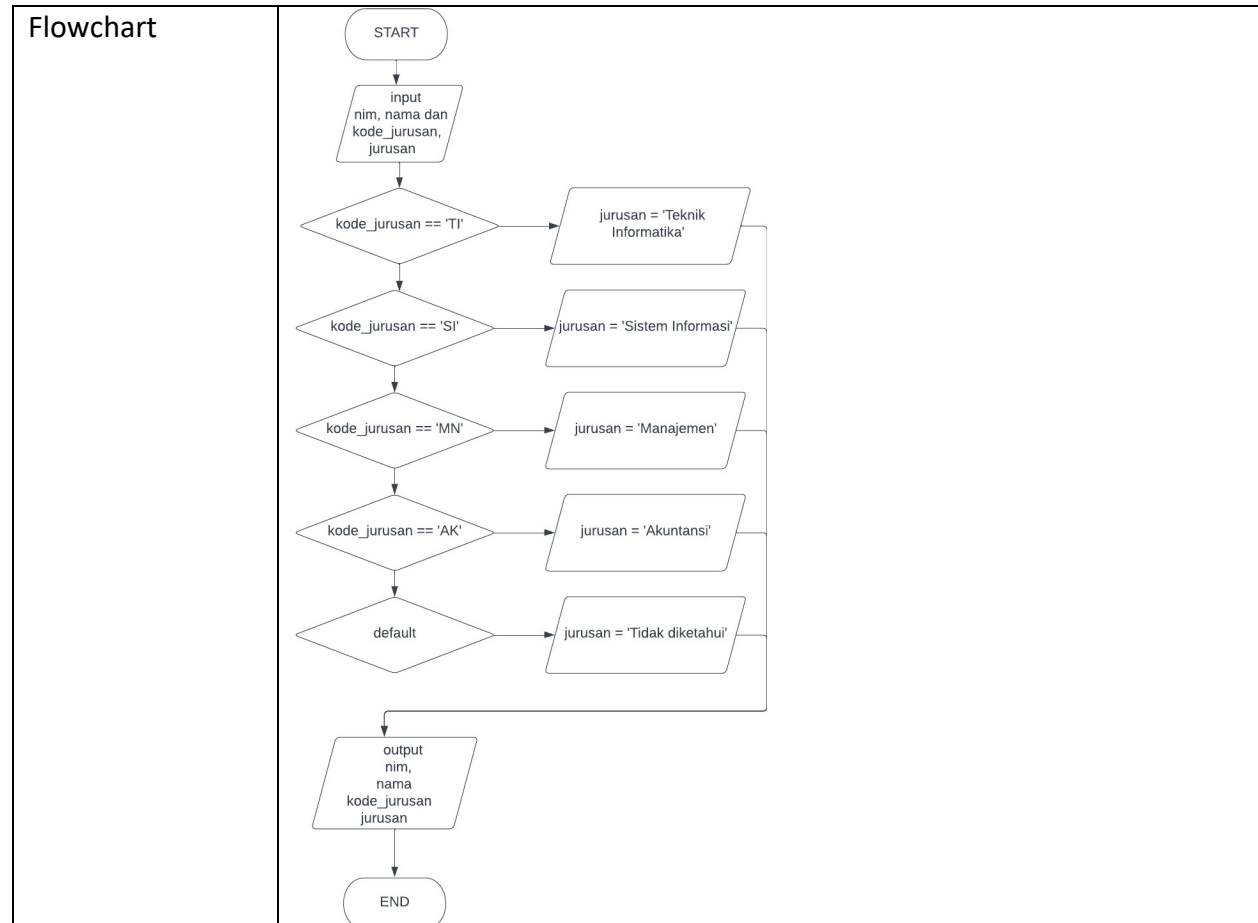 Flowchart
START
input
nim, nama dan
kode_jurusan,
jurusan
kode_jurusan == 'TI'
jurusan = 'Teknik
Informatika'
kode_jurusan == 'SI'
jurusan = 'Sistem Informasi'
kode_jurusan == 'MN'
jurusan = 'Manajemen'
kode_jurusan == 'AK'
jurusan = 'Akuntansi'
default
jurusan = 'Tidak diketahui'
output
nim,
nama
kode_jurusan
jurusan
END